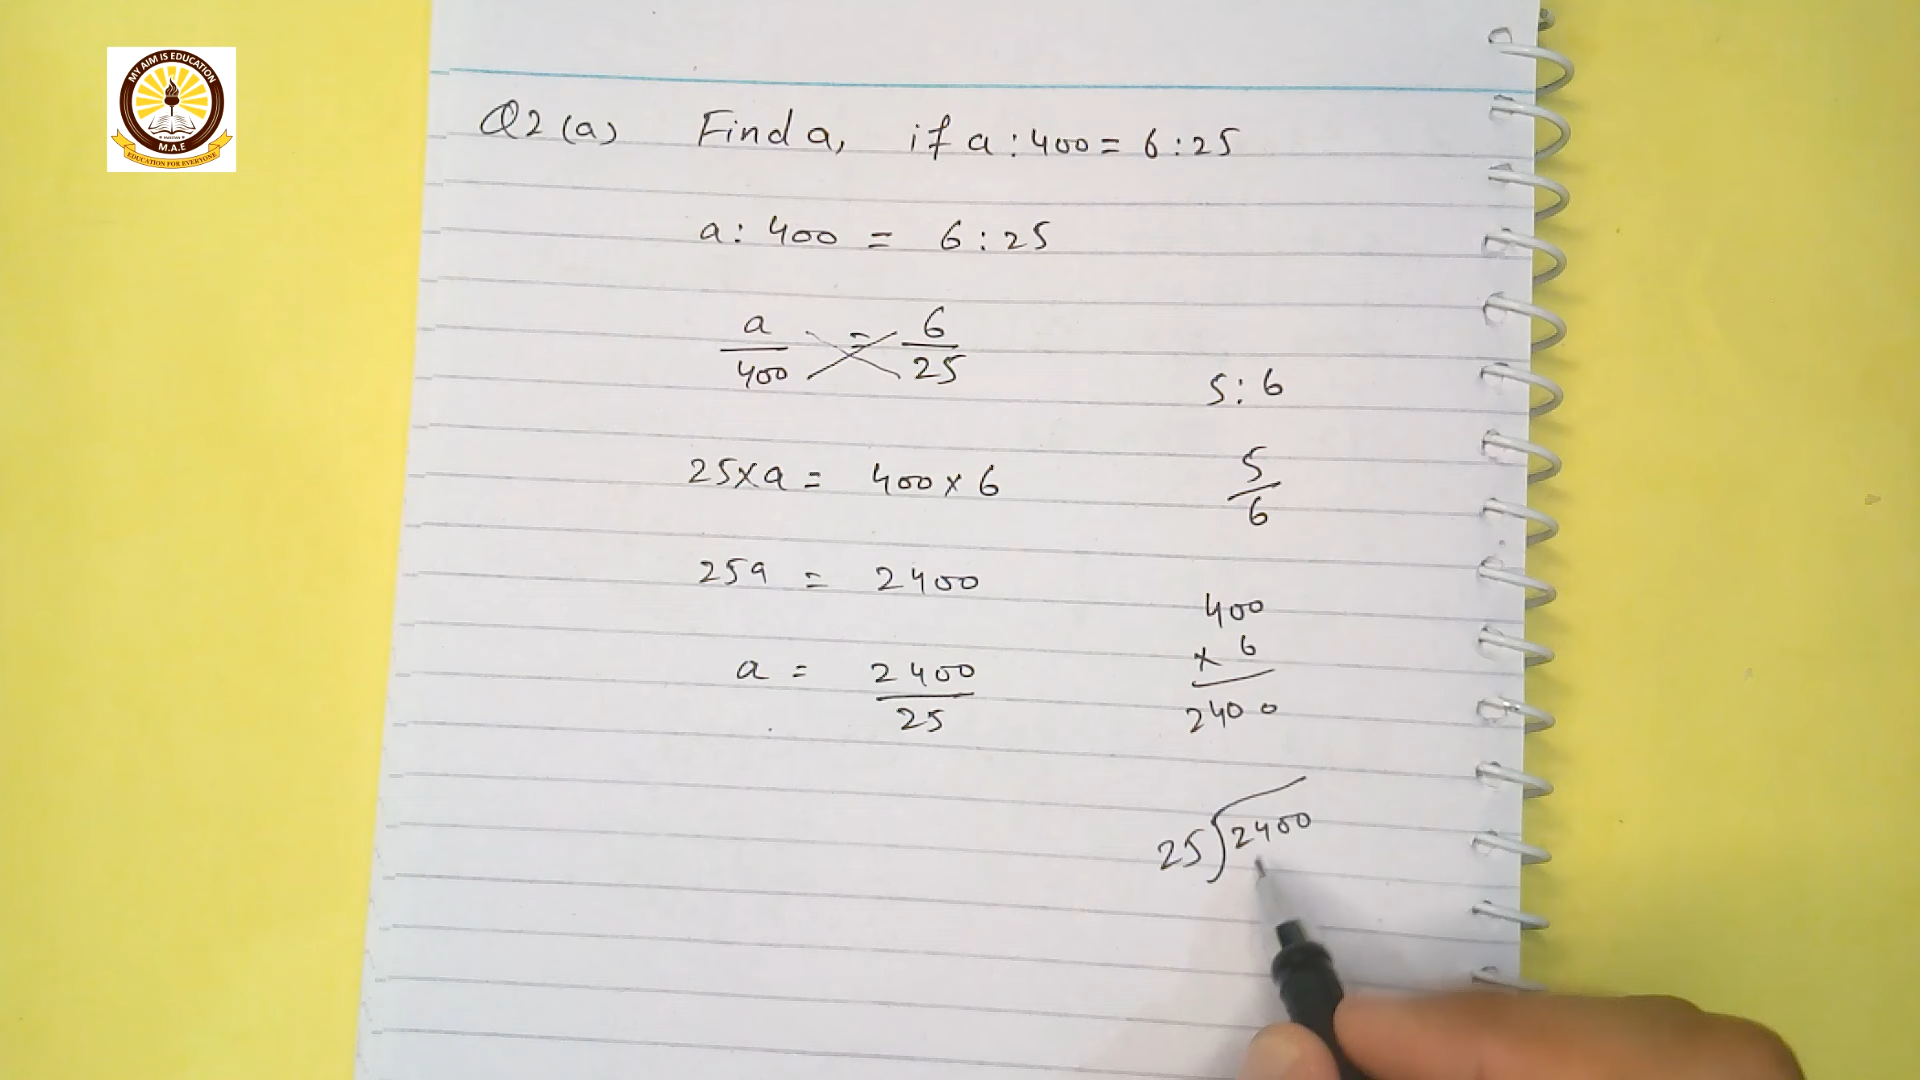 MY AIM IS EDUCATION
M.A.E
EDUCATION FOR EVERYONE
Q2 (a) Find a, if a : 400 = 6 : 25
a : 400 = 6 : 25
a = 6
400 25
5 : 6
5
6
25 x a = 400 x 6
25a = 2400
a = 2400
25
400
x 6
2400
25 2400